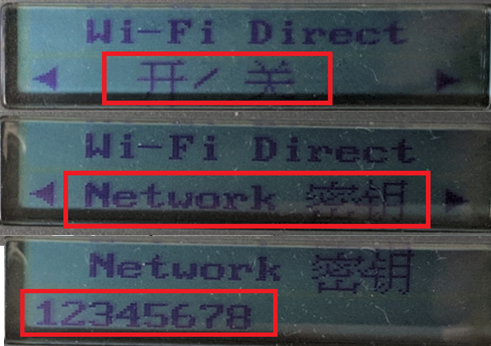 Wi-Fi Direct
◀ 开/关 ▶
Wi-Fi Direct
◀ Network 密钥 ▶
Network 密钥
12345678